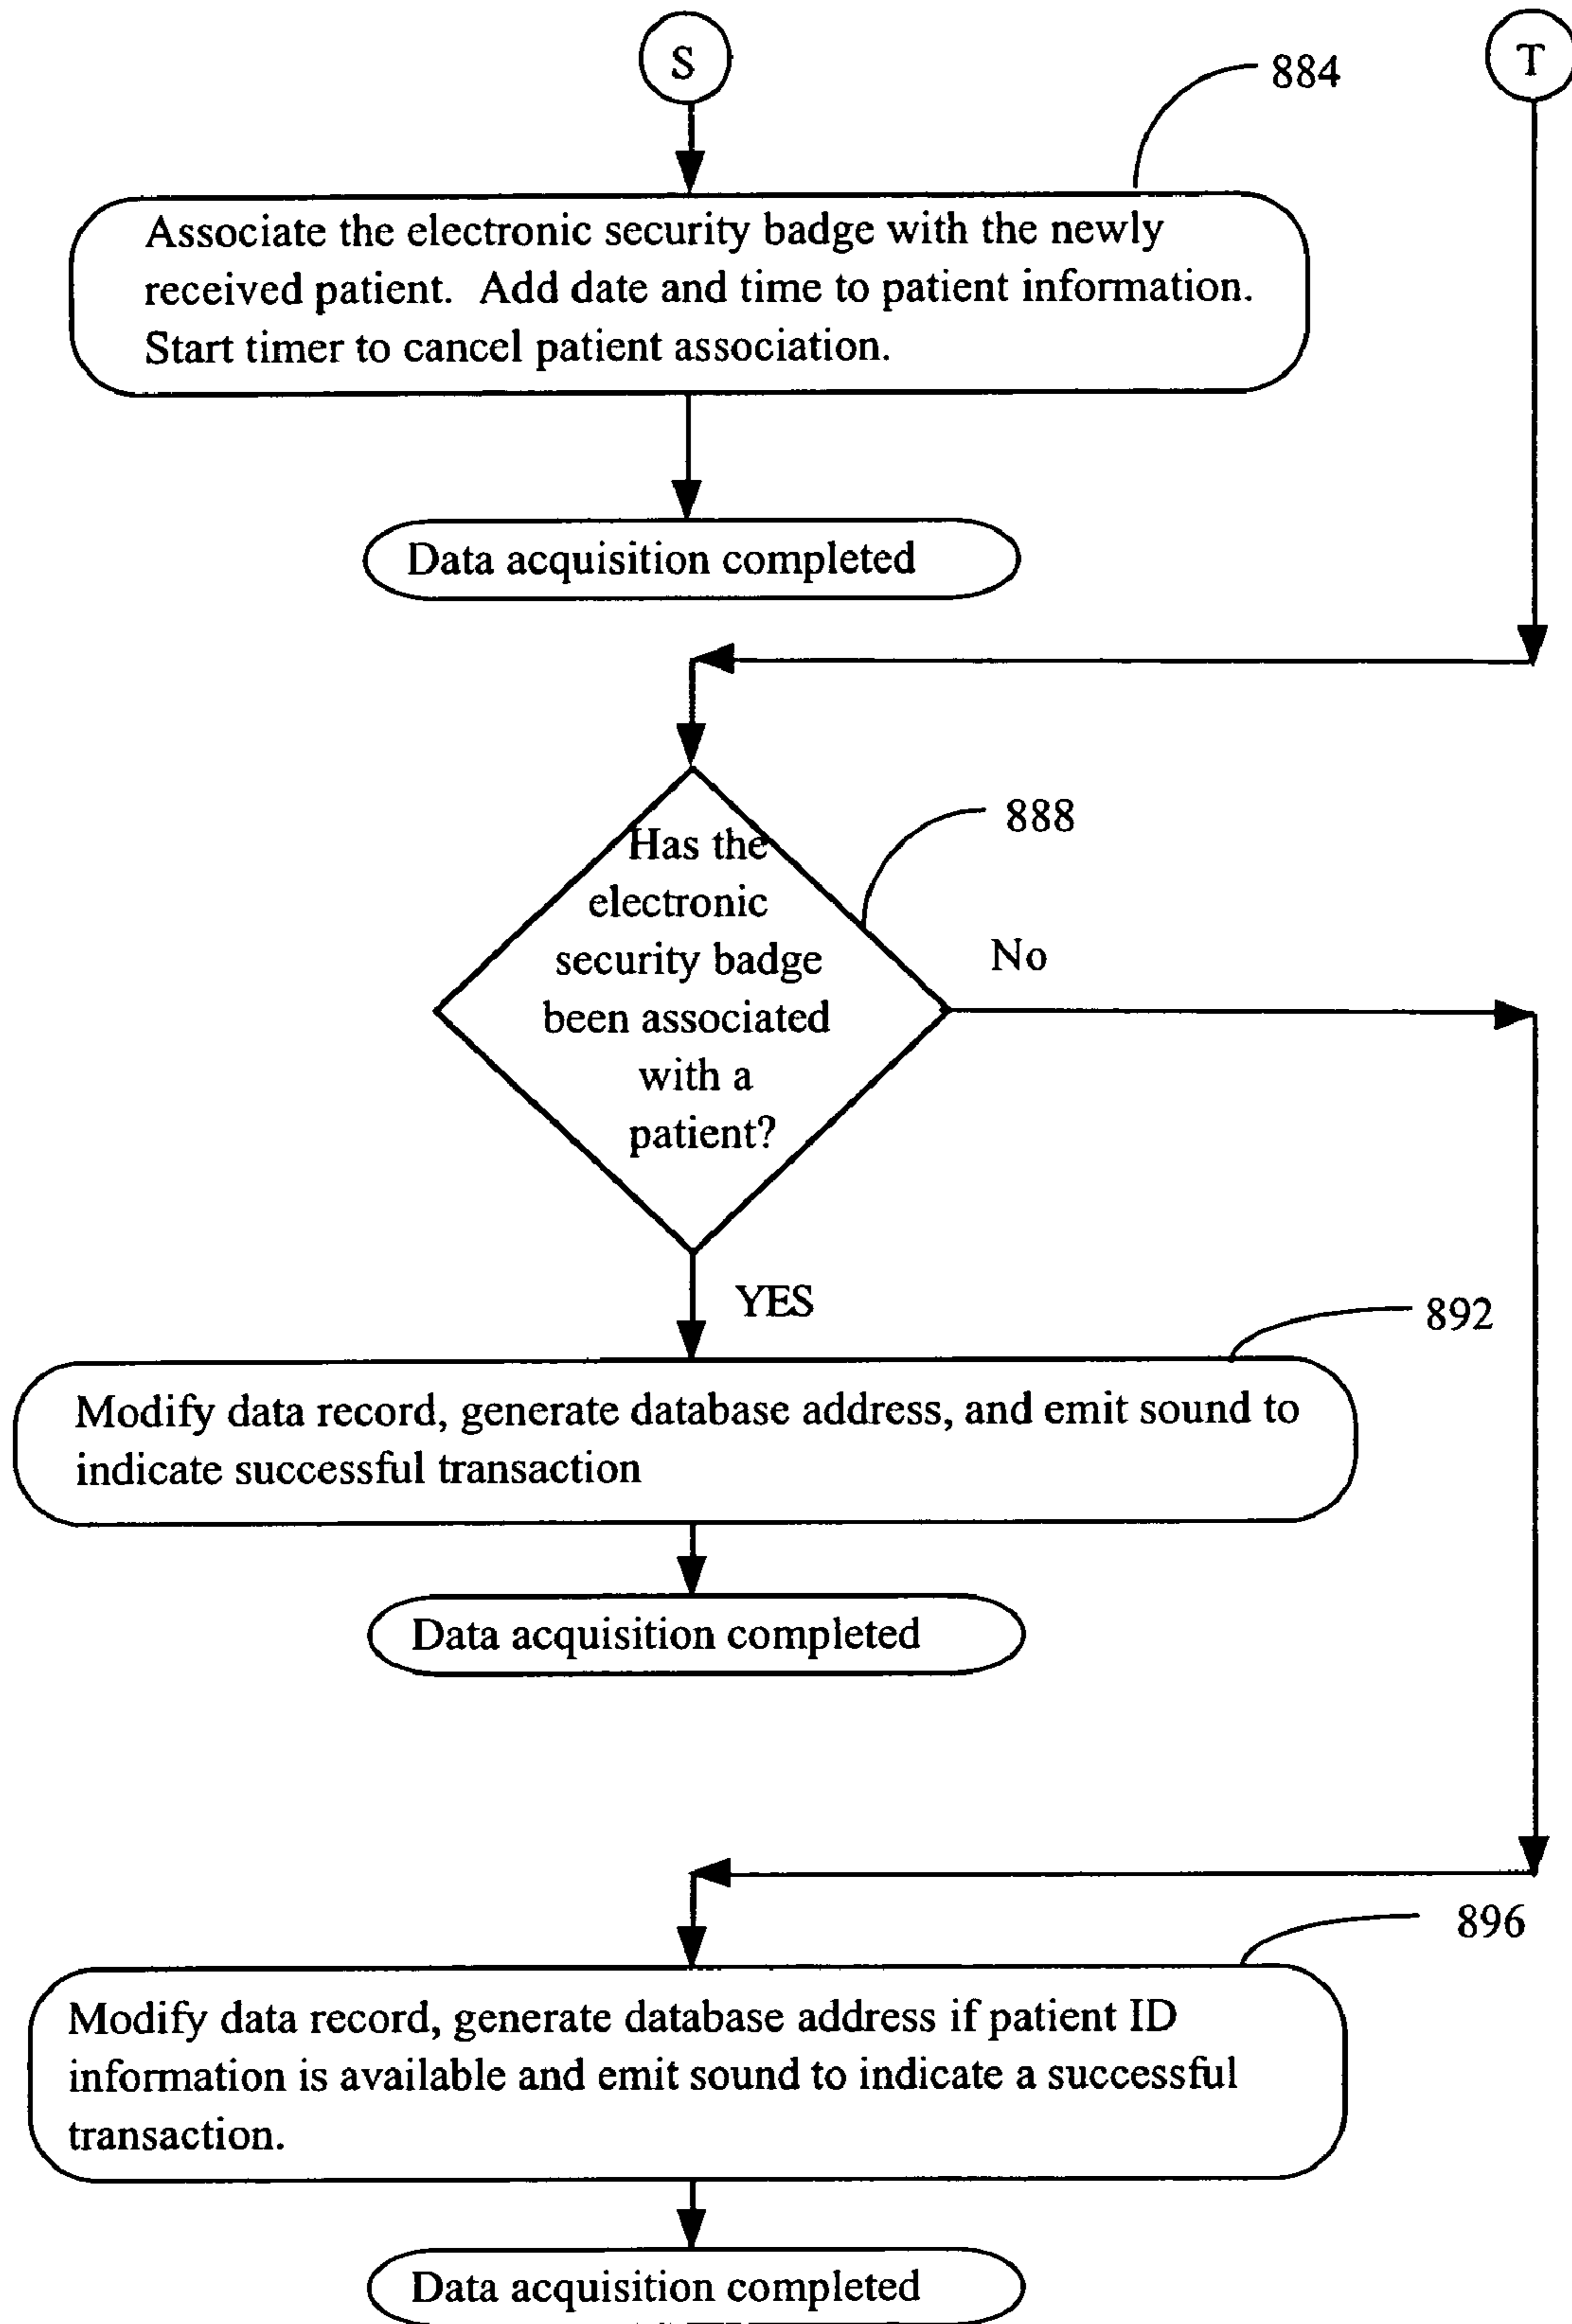 S
T
884
Associate the electronic security badge with the newly
received patient.  Add date and time to patient information.
Start timer to cancel patient association.
Data acquisition completed
888
Has the
electronic
security badge
been associated
with a
patient?
No
YES
892
Modify data record, generate database address, and emit sound to
indicate successful transaction
Data acquisition completed
896
Modify data record, generate database address if patient ID
information is available and emit sound to indicate a successful
transaction.
Data acquisition completed